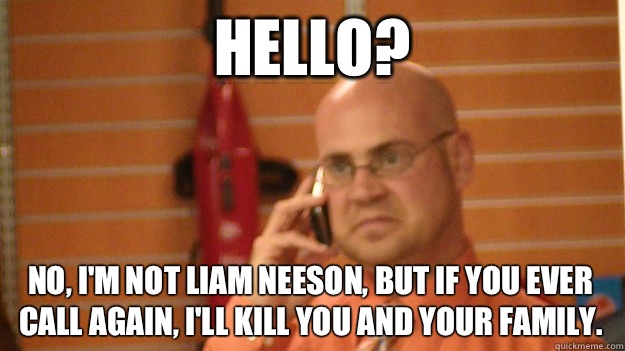 HELLO?
NO, I'M NOT LIAM NEESON, BUT IF YOU EVER
CALL AGAIN, I'LL KILL YOU AND YOUR FAMILY.
quickmeme.com